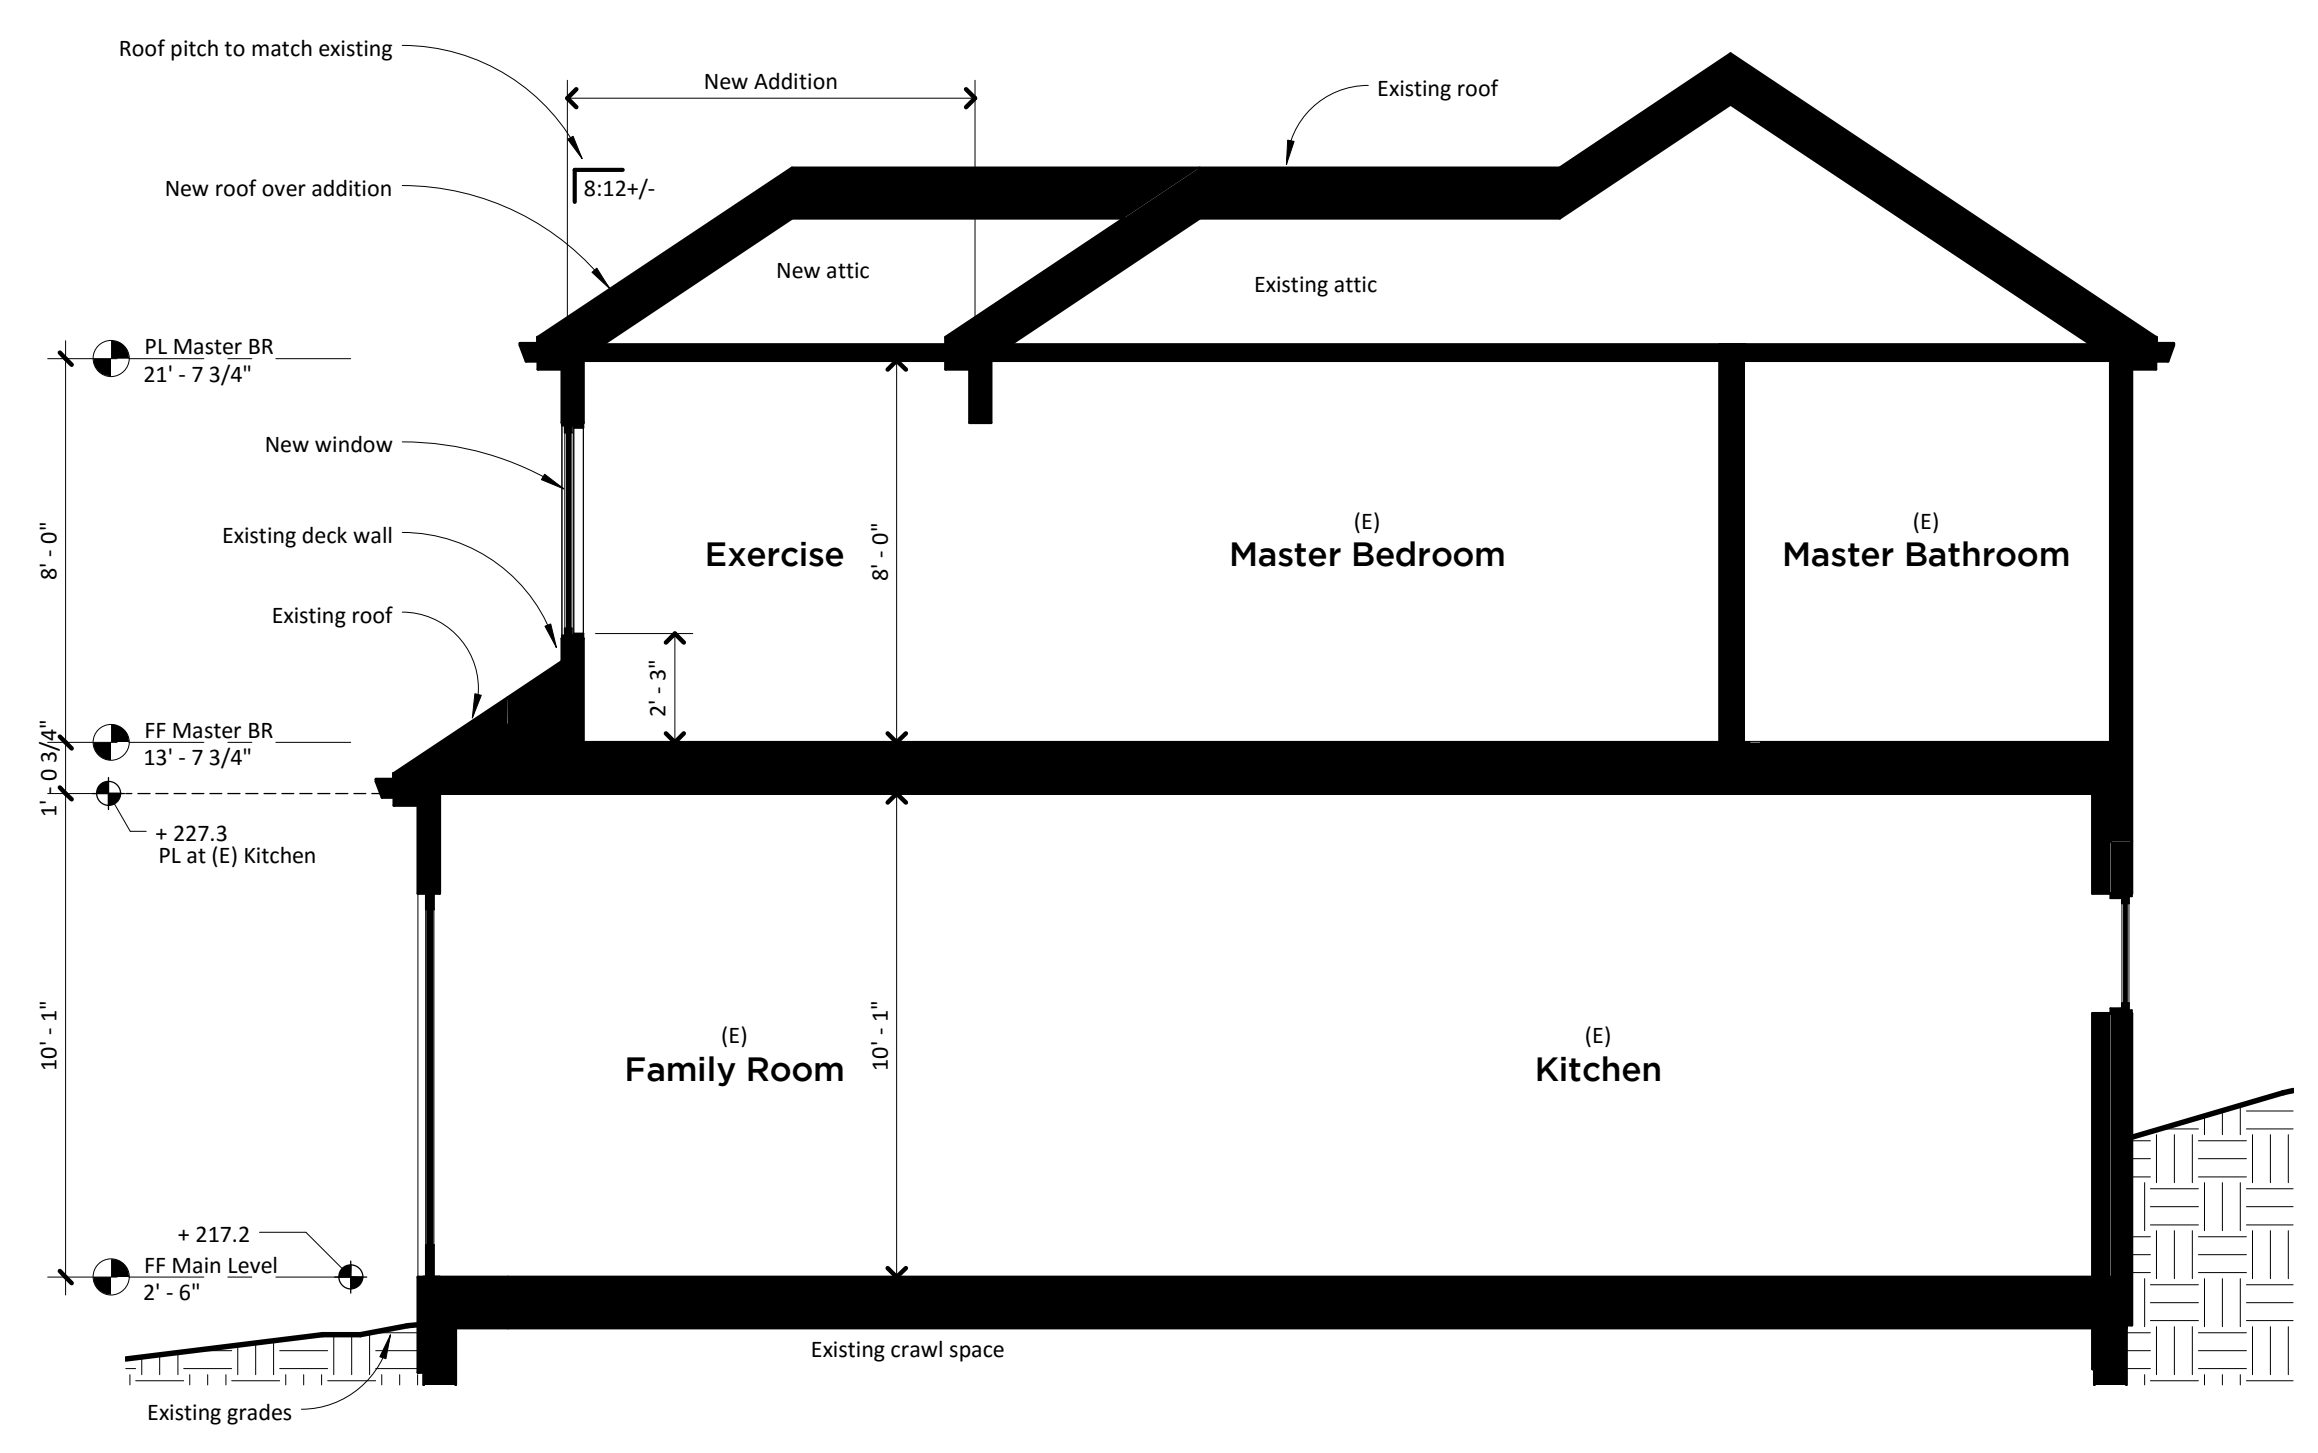 Roof pitch to match existing
New Addition
Existing roof
8:12+/-
New roof over addition
New attic
Existing attic
PL Master BR
21' - 7 3/4"
New window
8' - 0"
Existing deck wall
Exercise
8' - 0"
(E)
Master Bedroom
(E)
Master Bathroom
Existing roof
2' - 3"
FF Master BR
13' - 7 3/4"
1' - 0 3/4"
+ 227.3
PL at (E) Kitchen
10' - 1"
(E)
Family Room
10' - 1"
(E)
Kitchen
+ 217.2
FF Main Level
2' - 6"
Existing crawl space
Existing grades